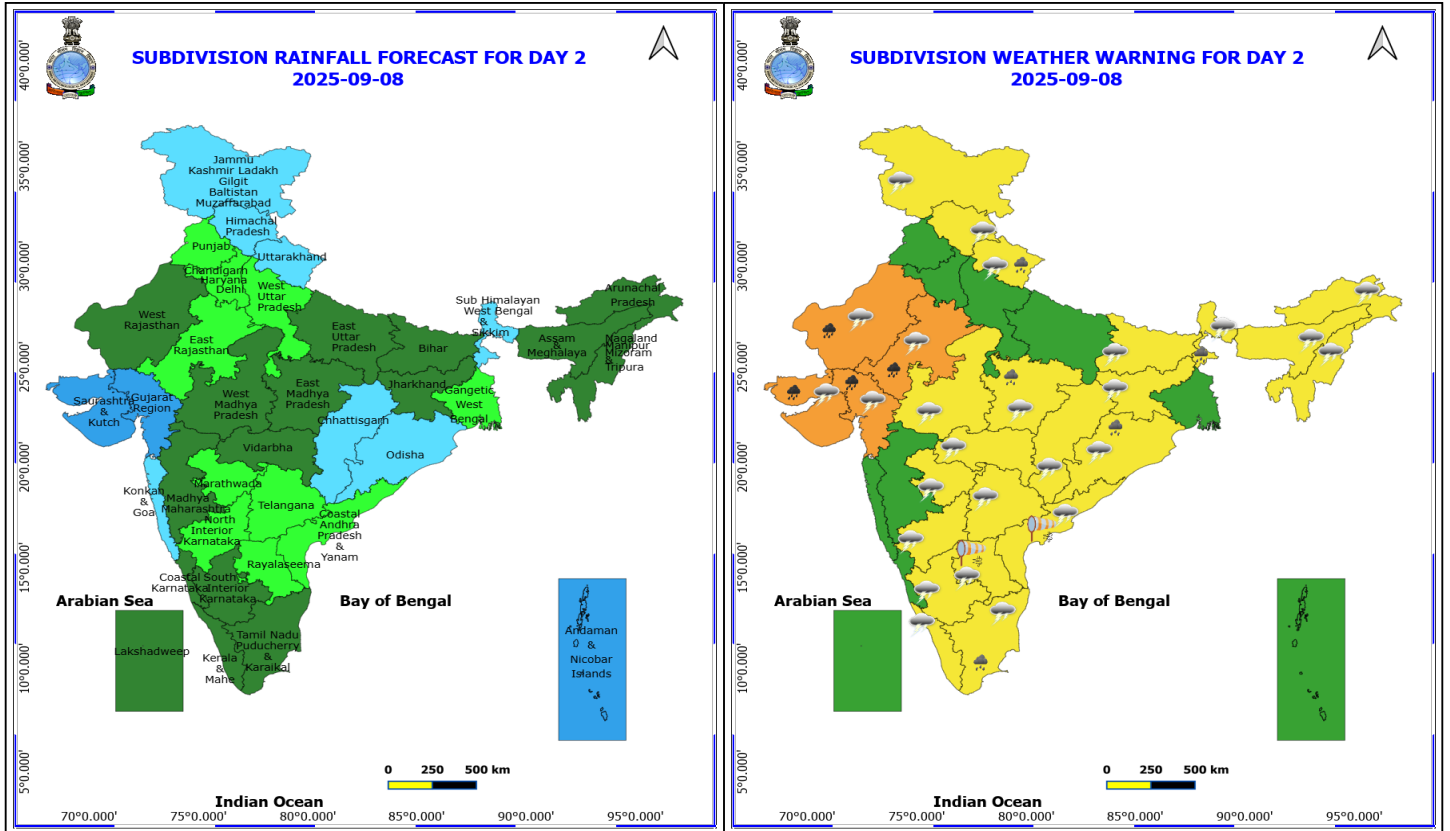 SUBDIVISION RAINFALL FORECAST FOR DAY 2
2025-09-08
40°0.000'
35°0.000'
30°0.000'
25°0.000'
20°0.000'
15°0.000'
10°0.000'
5°0.000'
Jammu
Kashmir Ladakh
Gilgit
Baltistan
Muzaffarabad
Himachal
Pradesh
Punjab
Uttarakhand
Chandigarh
Haryana
Delhi
West
Uttar
Pradesh
West
Rajasthan
East
Rajasthan
East
Uttar
Pradesh
Bihar
Sub Himalayan
West Bengal
&
Sikkim
Arunachal
Pradesh
Assam
&
Meghalaya
Nagaland
Manipur
Mizoram
&
Tripura
Saurashtra
&
Kutch
Gujarat
Region
West
Madhya
Pradesh
East
Madhya
Pradesh
Jharkhand
Gangetic
West
Bengal
Chhattisgarh
Odisha
Vidarbha
Konkan
&
Goa
Madhya
Maharashtra
Marathwada
North
Interior
Karnataka
Telangana
Coastal
Andhra
Pradesh
&
Yanam
Rayalaseema
Coastal
Karnataka
South
Interior
Karnataka
Arabian Sea
Bay of Bengal
Lakshadweep
Kerala
&
Mahe
Tamil Nadu
Puducherry
&
Karaikal
Andaman
&
Nicobar
Islands
0 250 500 km
Indian Ocean
70°0.000' 75°0.000' 80°0.000' 85°0.000' 90°0.000' 95°0.000'
SUBDIVISION WEATHER WARNING FOR DAY 2
2025-09-08
40°0.000'
35°0.000'
30°0.000'
25°0.000'
20°0.000'
15°0.000'
10°0.000'
5°0.000'
Arabian Sea
Bay of Bengal
0 250 500 km
Indian Ocean
70°0.000' 75°0.000' 80°0.000' 85°0.000' 90°0.000' 95°0.000'